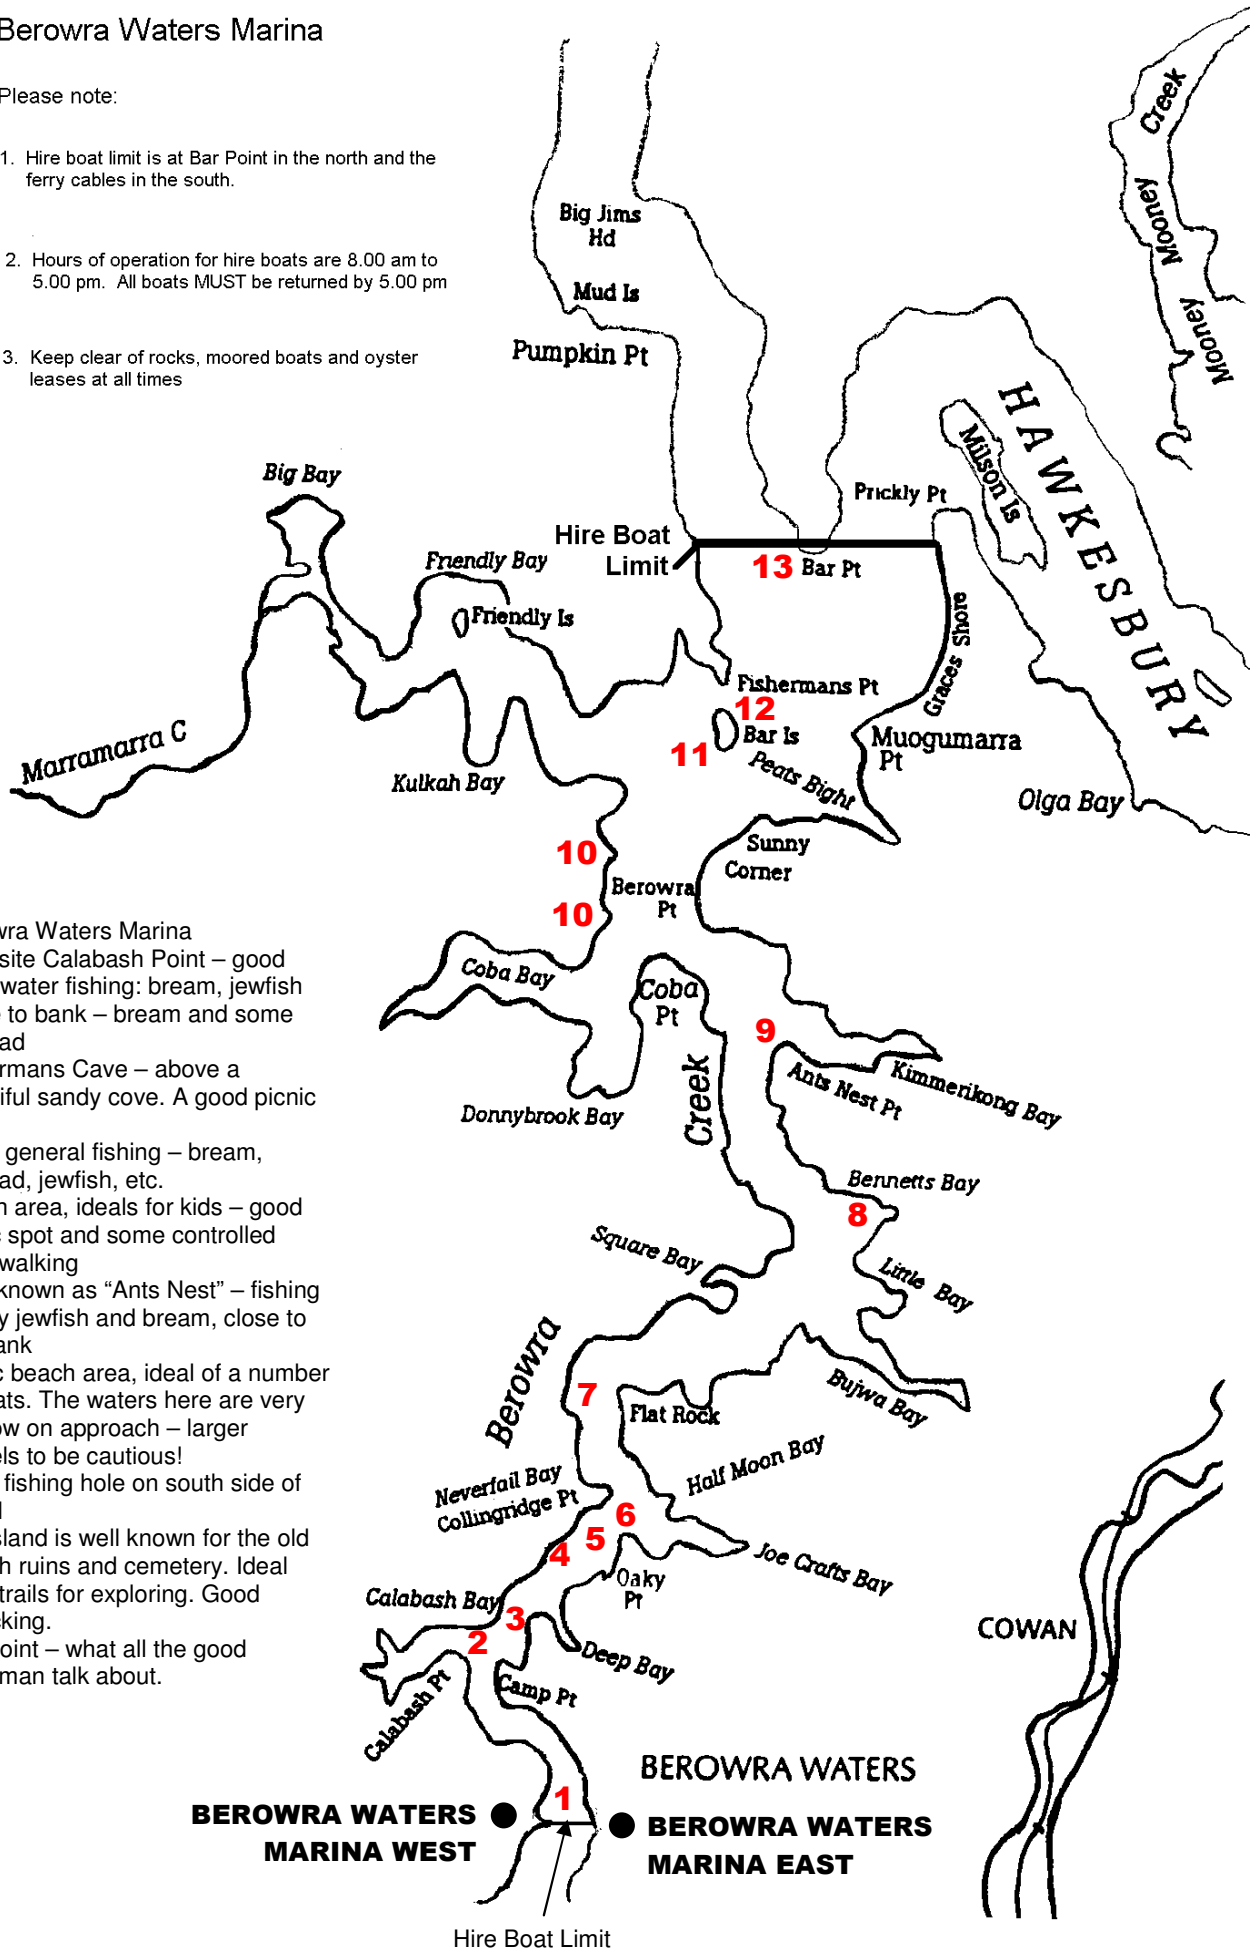 Berowra Waters Marina
Please note:
1. Hire boat limit is at Bar Point in the north and the
ferry cables in the south.
2. Hours of operation for hire boats are 8.00 am to
5.00 pm. All boats MUST be returned by 5.00 pm
3. Keep clear of rocks, moored boats and oyster
leases at all times
Creek
Mooney
Mooney
Big Jims
Hd
Mud Is
Pumpkin Pt
HAWKESBURY
Milson Is
Prickly Pt
Big Bay
Hire Boat
Limit
13 Bar Pt
Friendly Bay
Friendly Is
Graces Shore
Fishermans Pt
12
Bar Is
11
Muogumarra
Pt
Peats Bight
Marramarra C
Kulkah Bay
Olga Bay
Sunny
Corner
10
Berowra
Pt
10
Coba Bay
Coba
Pt
9
Kimmerikong Bay
Ants Nest Pt
Creek
Donnybrook Bay
Bennetts Bay
8
Square Bay
Little Bay
Berowra
7
Flat Rock
Bujwa Bay
Half Moon Bay
Neverfail Bay
Collingridge Pt
6
5
4
Joe Crafts Bay
Oaky
Pt
Calabash Bay
3
2
Deep Bay
Camp Pt
Calabash Pt
COWAN
BEROWRA WATERS
1
BEROWRA WATERS
MARINA WEST
BEROWRA WATERS
MARINA EAST
Hire Boat Limit
wra Waters Marina
site Calabash Point – good
water fishing: bream, jewfish
e to bank – bream and some
ad
ermans Cave – above a
iful sandy cove. A good picnic
general fishing – bream,
ad, jewfish, etc.
h area, ideals for kids – good
c spot and some controlled
walking
known as “Ants Nest” – fishing
y jewfish and bream, close to
ank
c beach area, ideal of a number
ats. The waters here are very
ow on approach – larger
els to be cautious!
fishing hole on south side of
d
sland is well known for the old
h ruins and cemetery. Ideal
trails for exploring. Good
cking.
oint – what all the good
man talk about.